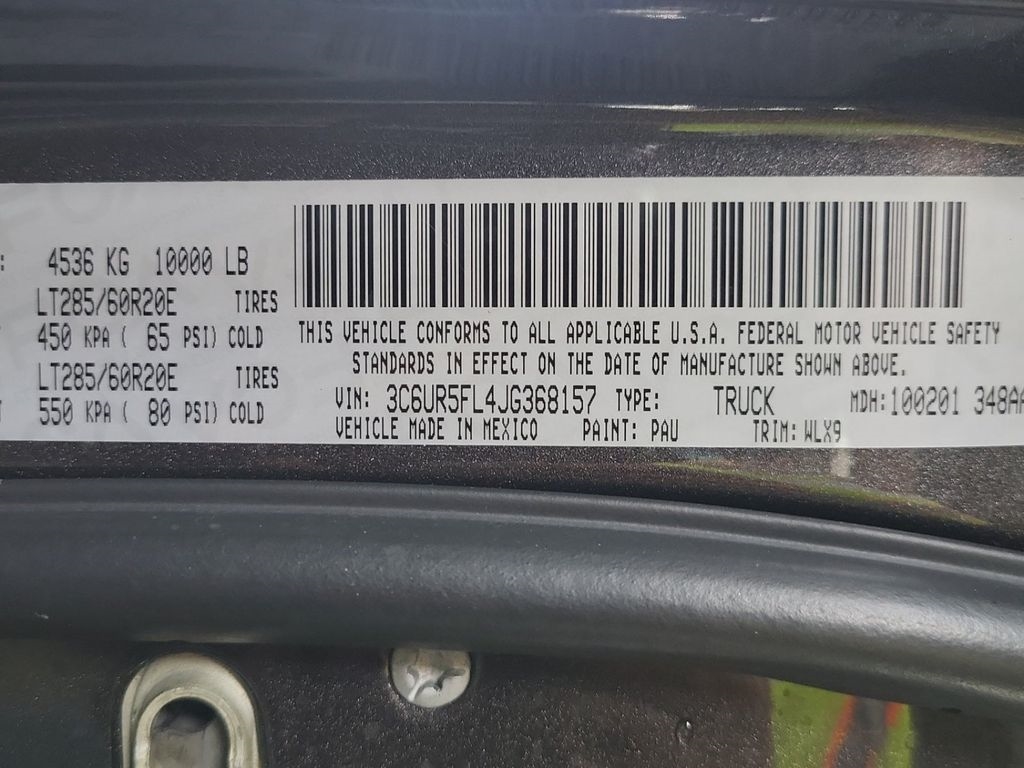 : 4536 KG 10000 LB
LT285/60R20E TIRES
450 KPA ( 65 PSI) COLD
LT285/60R20E TIRES
550 KPA ( 80 PSI) COLD
THIS VEHICLE CONFORMS TO ALL APPLICABLE U.S.A. FEDERAL MOTOR VEHICLE SAFETY
STANDARDS IN EFFECT ON THE DATE OF MANUFACTURE SHOWN ABOVE.
VIN: 3C6UR5FL4JG368157 TYPE: TRUCK MDH: 100201 348AA
VEHICLE MADE IN MEXICO PAINT: PAU TRIM: WLX9